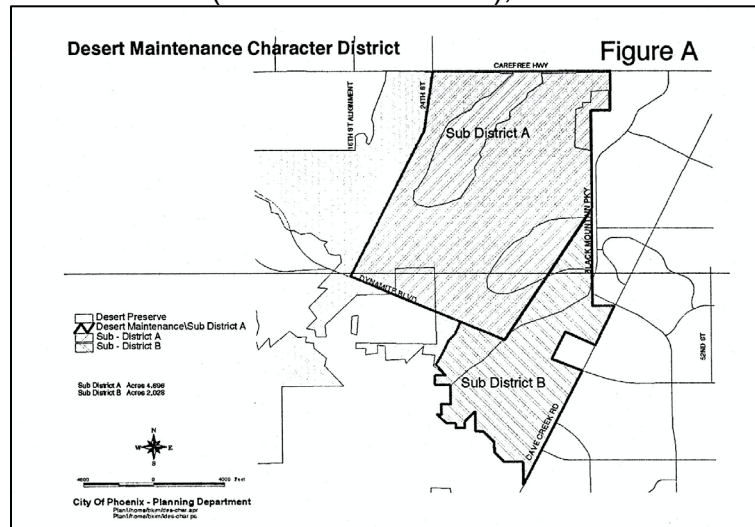 Desert Maintenance Character District
Figure A
CAREFREE HWY
16TH ST ALIGNMENT
24TH ST
Sub District A
BLACK MOUNTAIN PKY
DYNAMITE BLVD
Desert Preserve
Desert Maintenance\Sub District A
Sub - District A
Sub - District B
52ND ST
Sub District B
Sub District A Acres 4,696
Sub District B Acres 2,028
CAVE CREEK RD
N
W E
S
4000 0 4000 Feet
City Of Phoenix - Planning Department